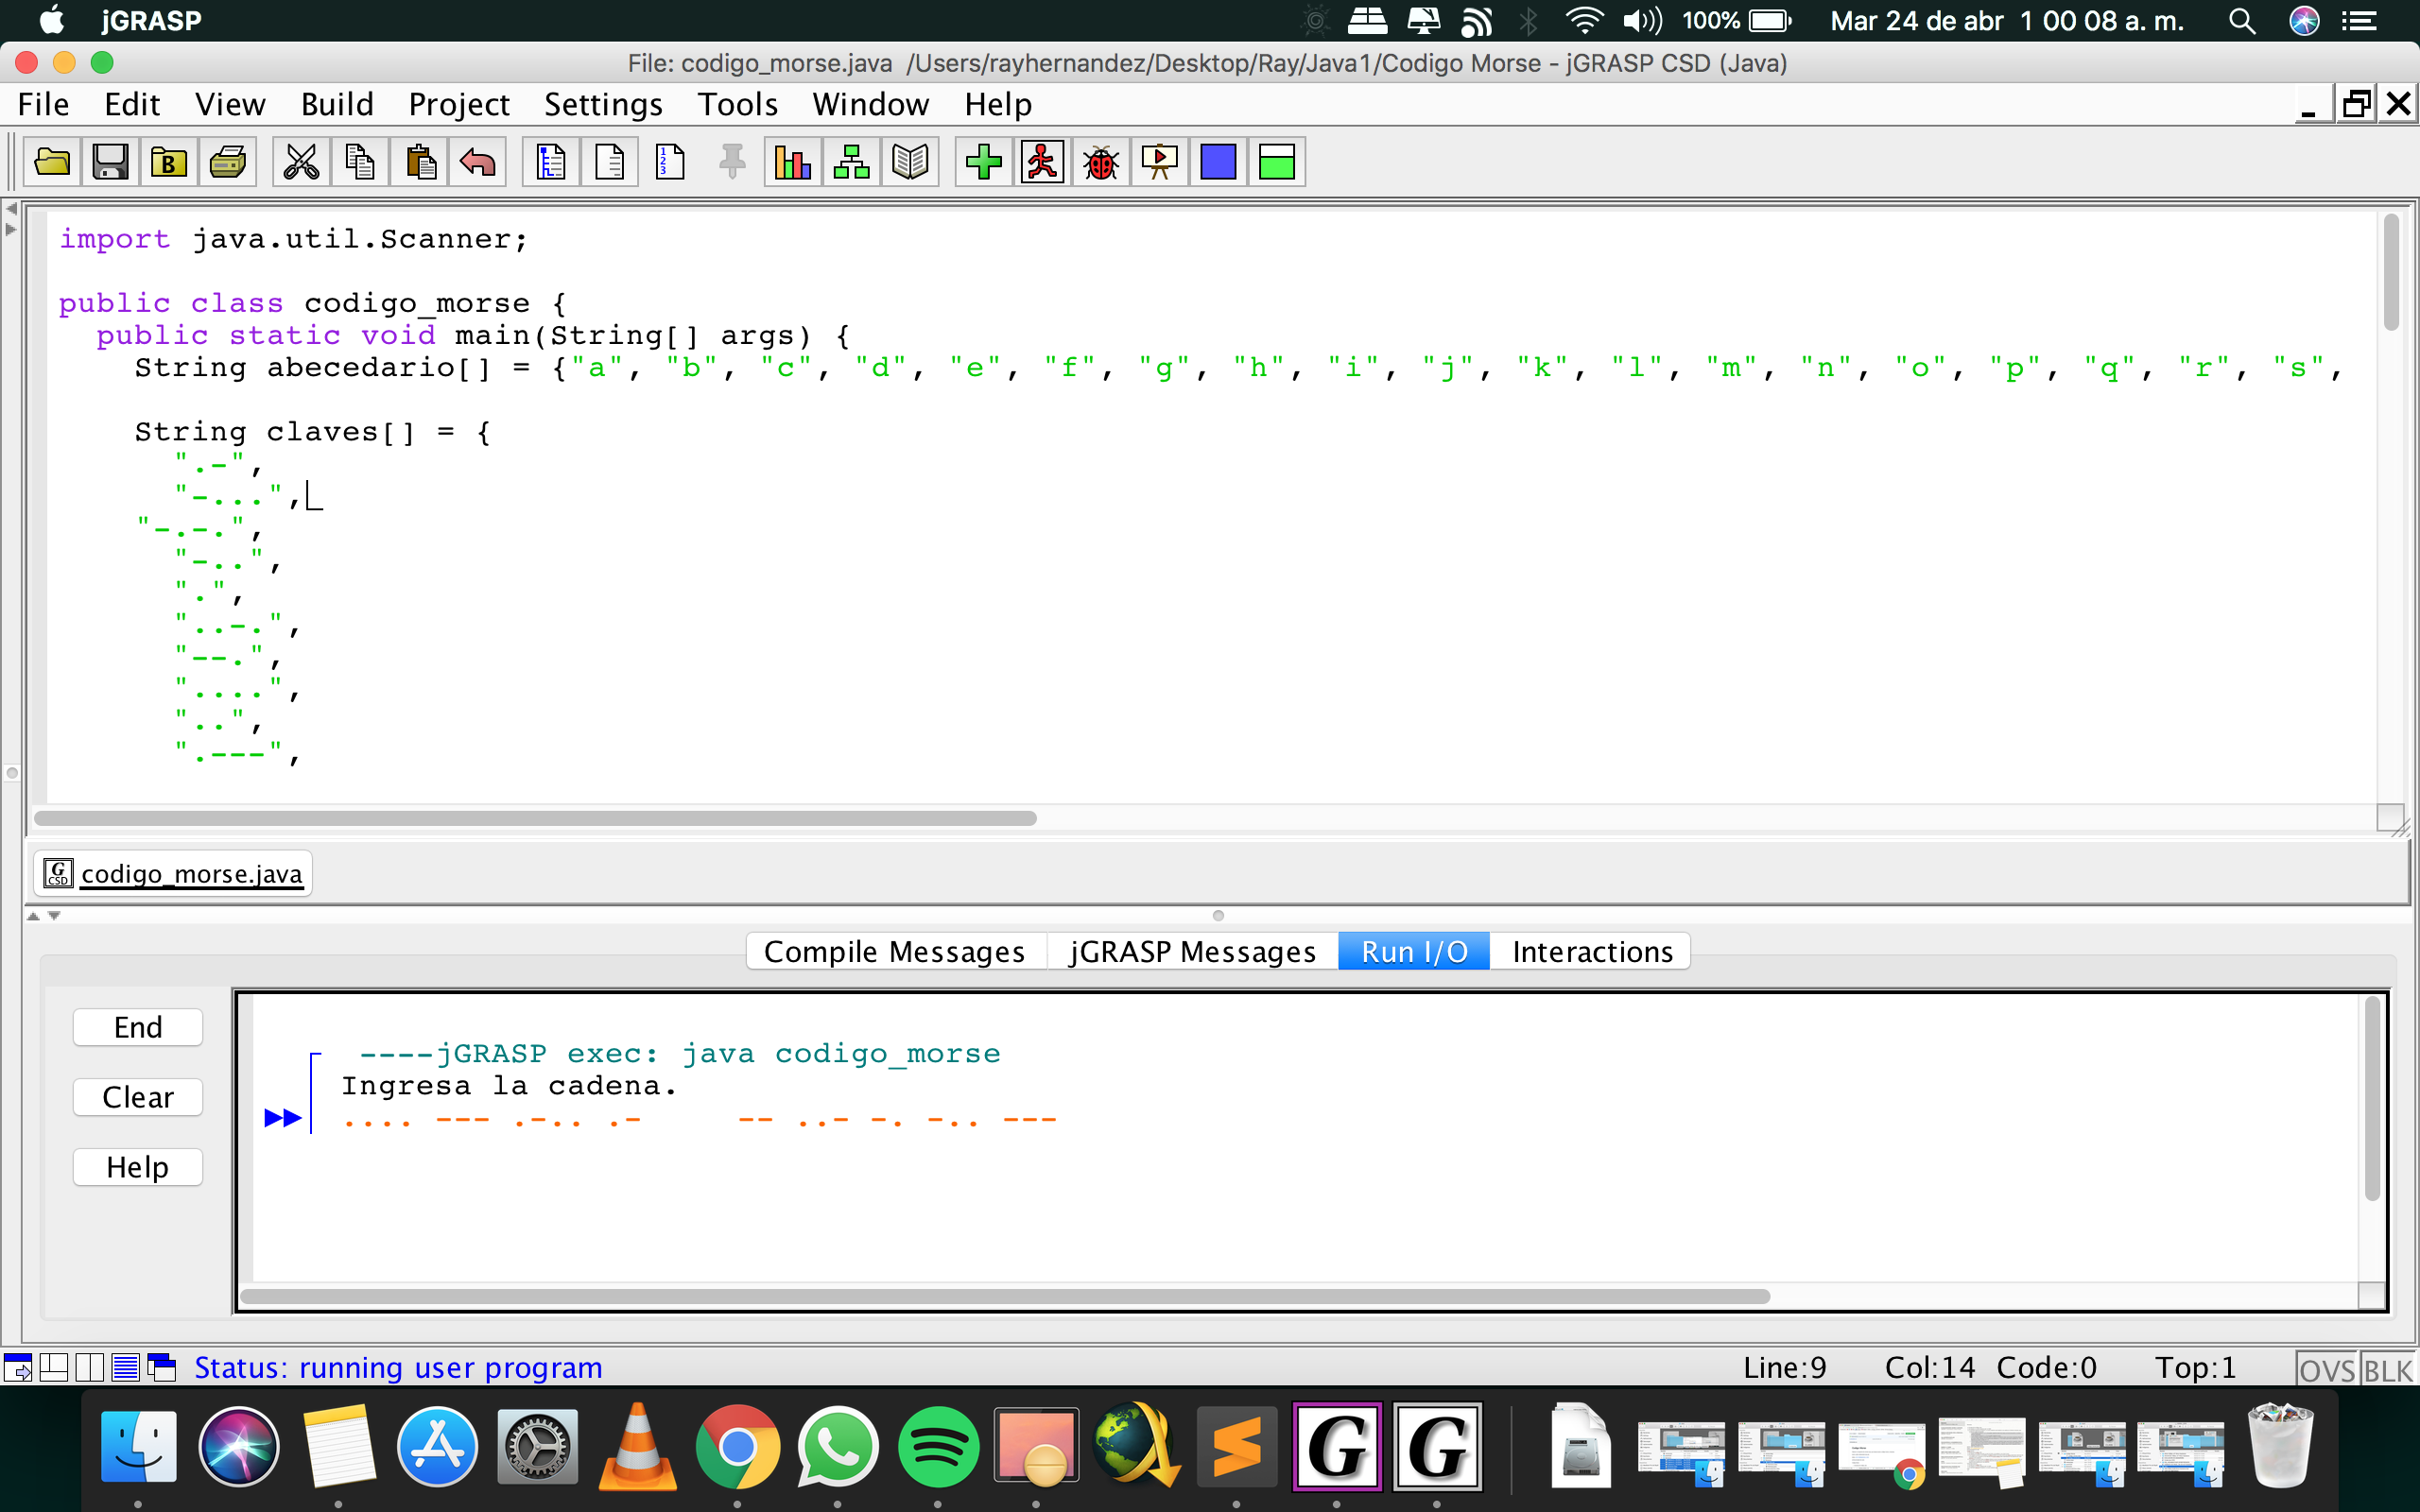 jGRASP 100% Mar 24 de abr 1 00 08 a. m.
File: codigo_morse.java /Users/rayhernandez/Desktop/Ray/Java1/Codigo Morse - jGRASP CSD (Java)
File Edit View Build Project Settings Tools Window Help
import java.util.Scanner;
public class codigo_morse {
public static void main(String[] args) {
String abecedario[] = {"a", "b", "c", "d", "e", "f", "g", "h", "i", "j", "k", "l", "m", "n", "o", "p", "q", "r", "s",
String claves[] = {
".-",
"-...",
"-.-.",
"-..",
".",
"..-.",
"--.",
"....",
"..",
".---",
codigo_morse.java
Compile Messages jGRASP Messages Run I/O Interactions
End
Clear
Help
----jGRASP exec: java codigo_morse
Ingresa la cadena.
.... --- .-.. .-     -- ..- -. -.. ---
Status: running user program Line:9 Col:14 Code:0 Top:1 OVS BLK